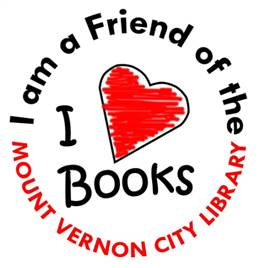 I am a Friend of the
I
Books
MOUNT VERNON CITY LIBRARY